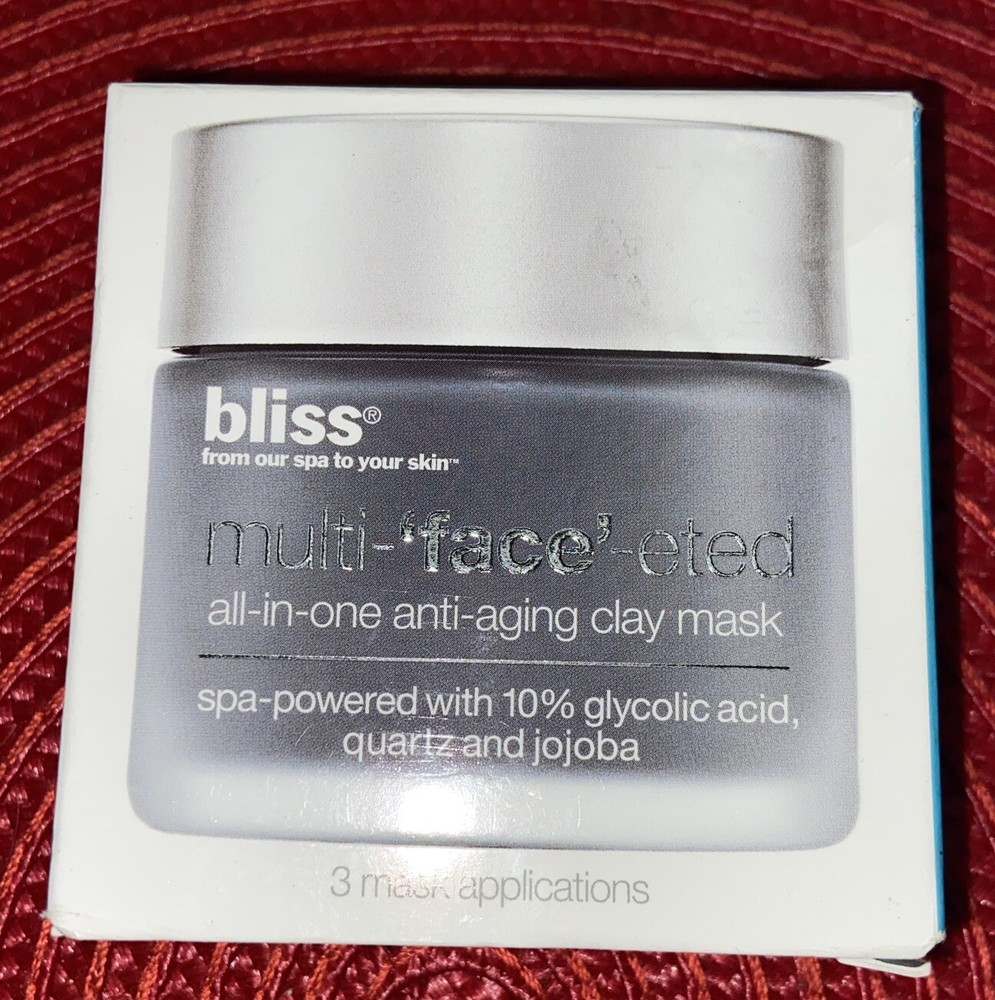 bliss®
from our spa to your skin™
multi-‘face’-eted
all-in-one anti-aging clay mask
spa-powered with 10% glycolic acid,
quartz and jojoba
3 mask applications